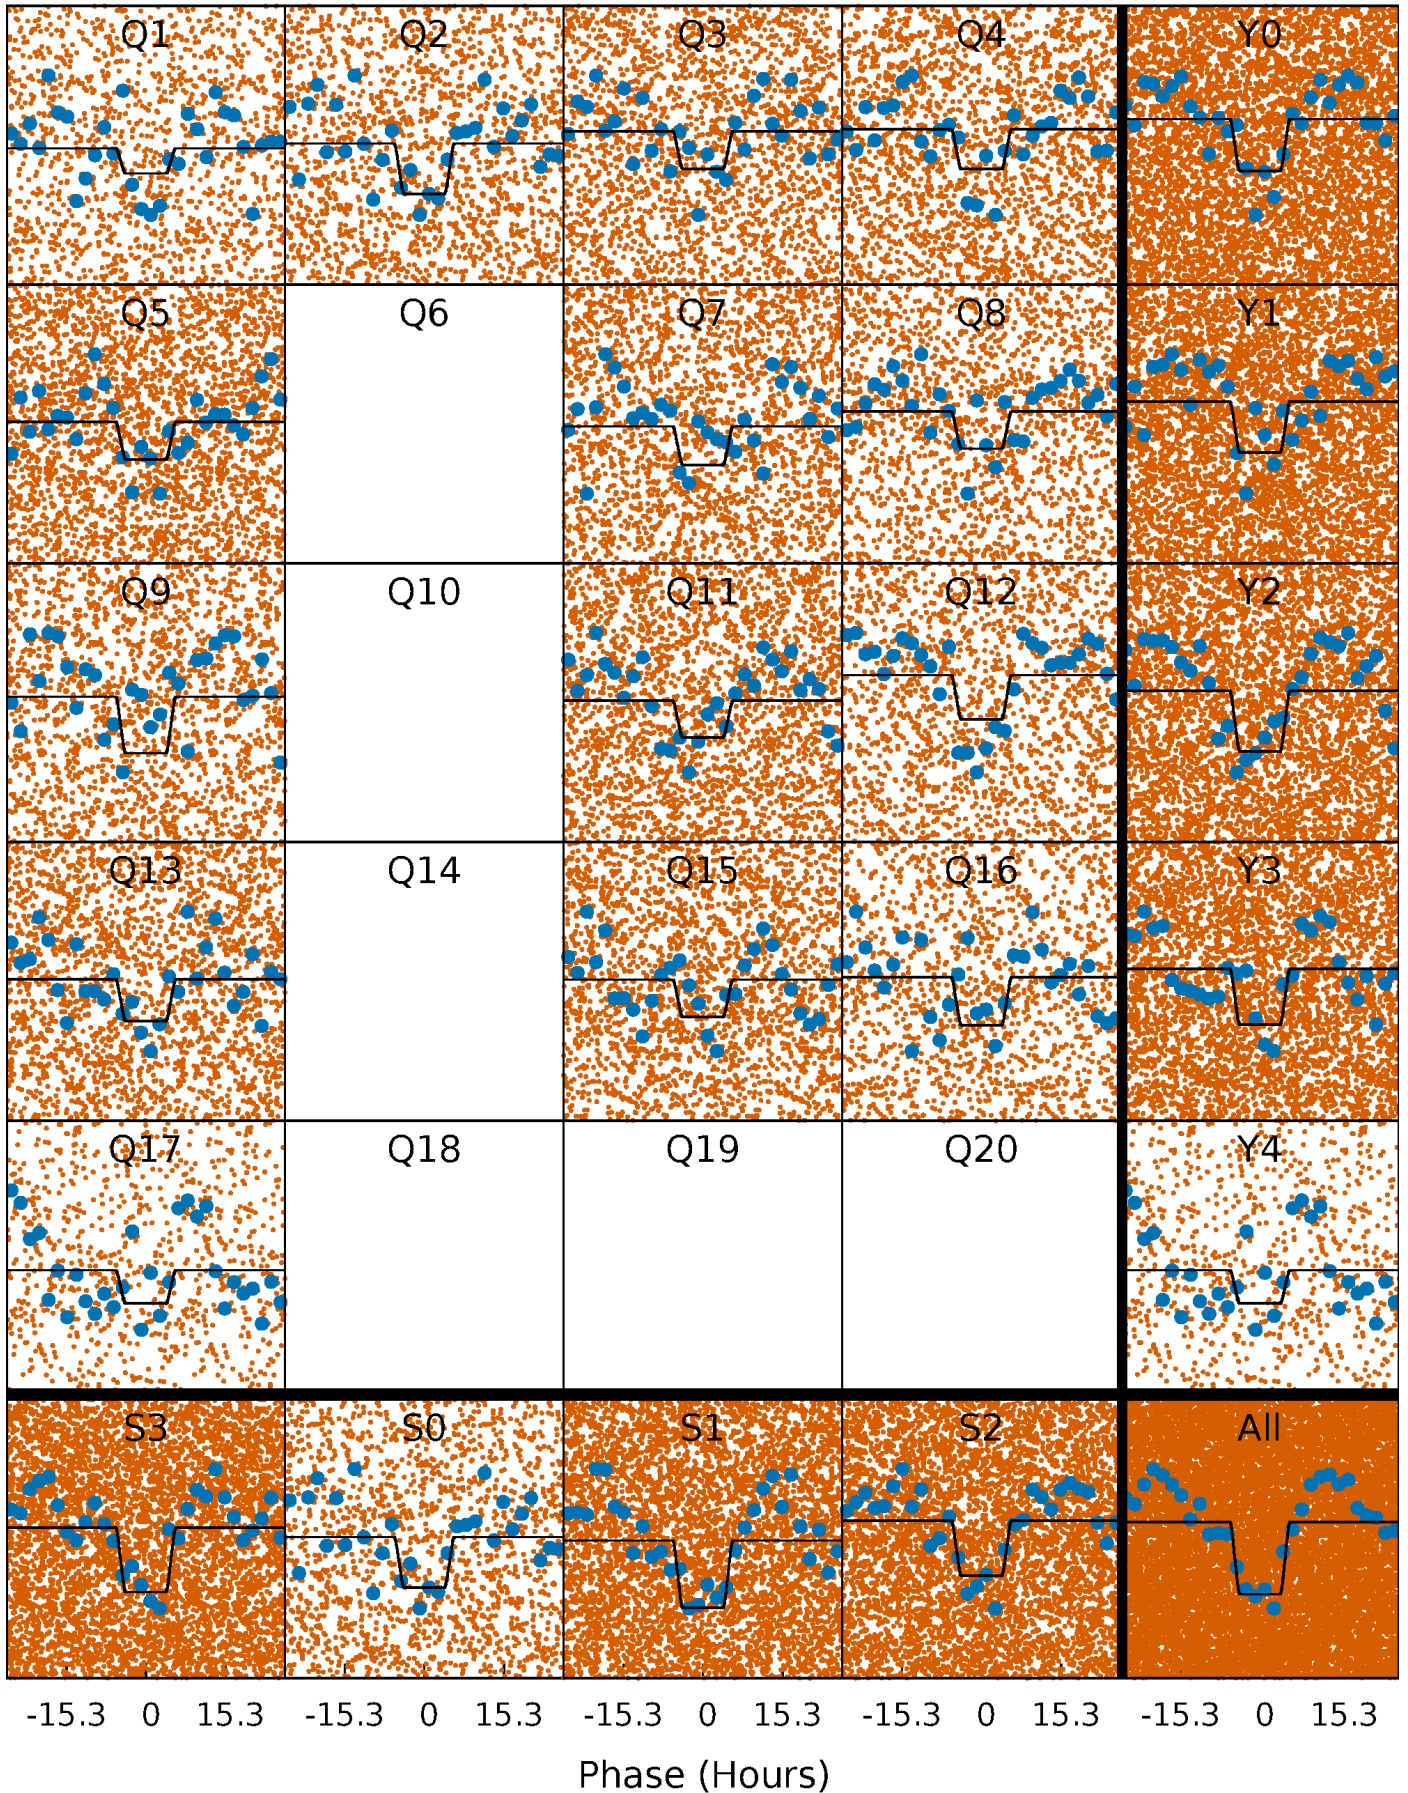 Q1 Q2 Q3 Q4 Y0
Q5 Q6 Q7 Q8 Y1
Q9 Q10 Q11 Q12 Y2
Q13 Q14 Q15 Q16 Y3
Q17 Q18 Q19 Q20 Y4
S3 S0 S1 S2 All
-15.3 0 15.3 -15.3 0 15.3 -15.3 0 15.3 -15.3 0 15.3 -15.3 0 15.3
Phase (Hours)